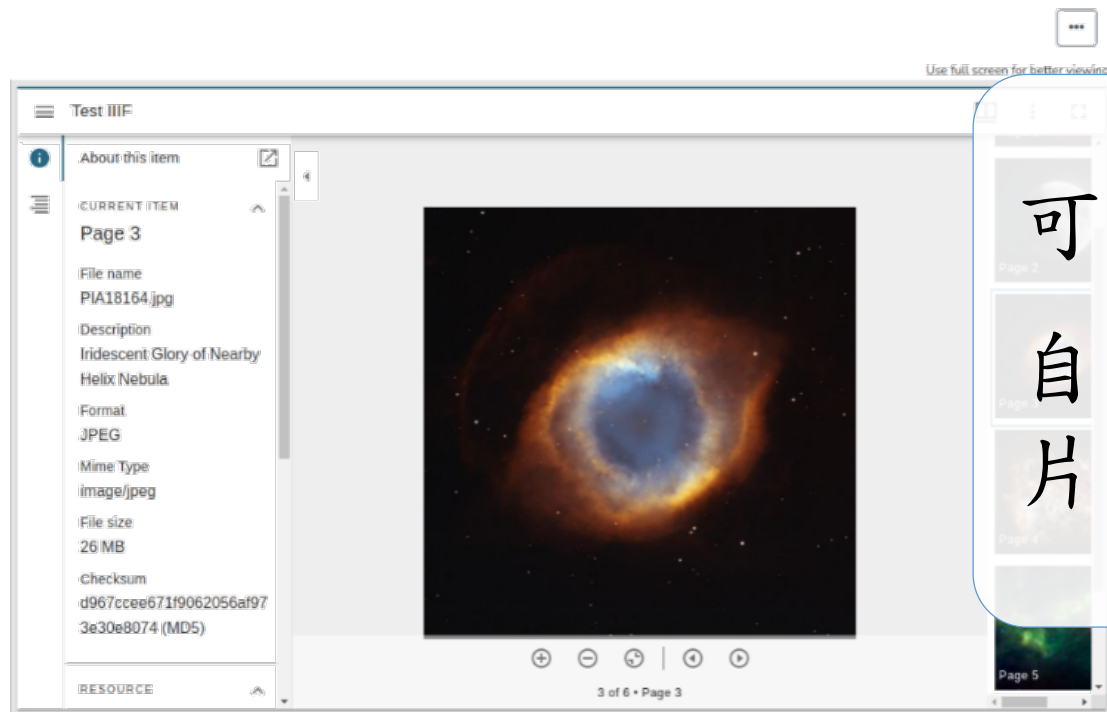 Use full screen for better viewing
Test IIIF
About this item
CURRENT ITEM
Page 3
File name
PIA18164.jpg
Description
Iridescent Glory of Nearby
Helix Nebula
Format
JPEG
Mime Type
image/jpeg
File size
26 MB
Checksum
d967ccee671f9062056af97
3e30e8074 (MD5)
RESOURCE
3 of 6 • Page 3
Page 2
可
Page 3
自
Page 4
片
Page 5